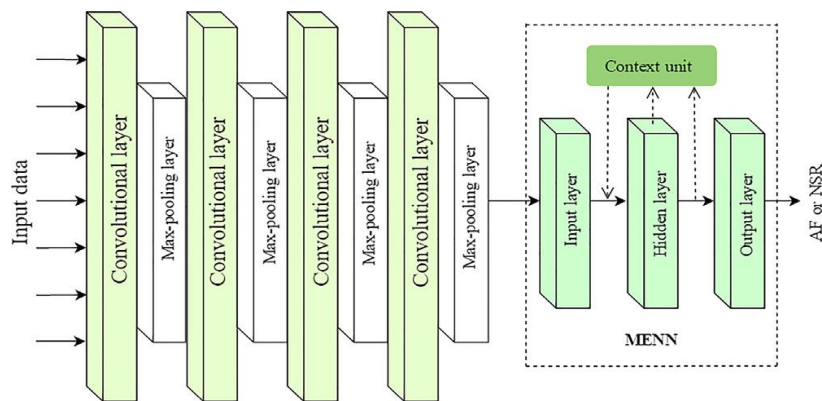 Input data
Convolutional layer
Max-pooling layer
Convolutional layer
Max-pooling layer
Convolutional layer
Max-pooling layer
Convolutional layer
Max-pooling layer
Context unit
Input layer
Hidden layer
Output layer
MENN
AF or NSR